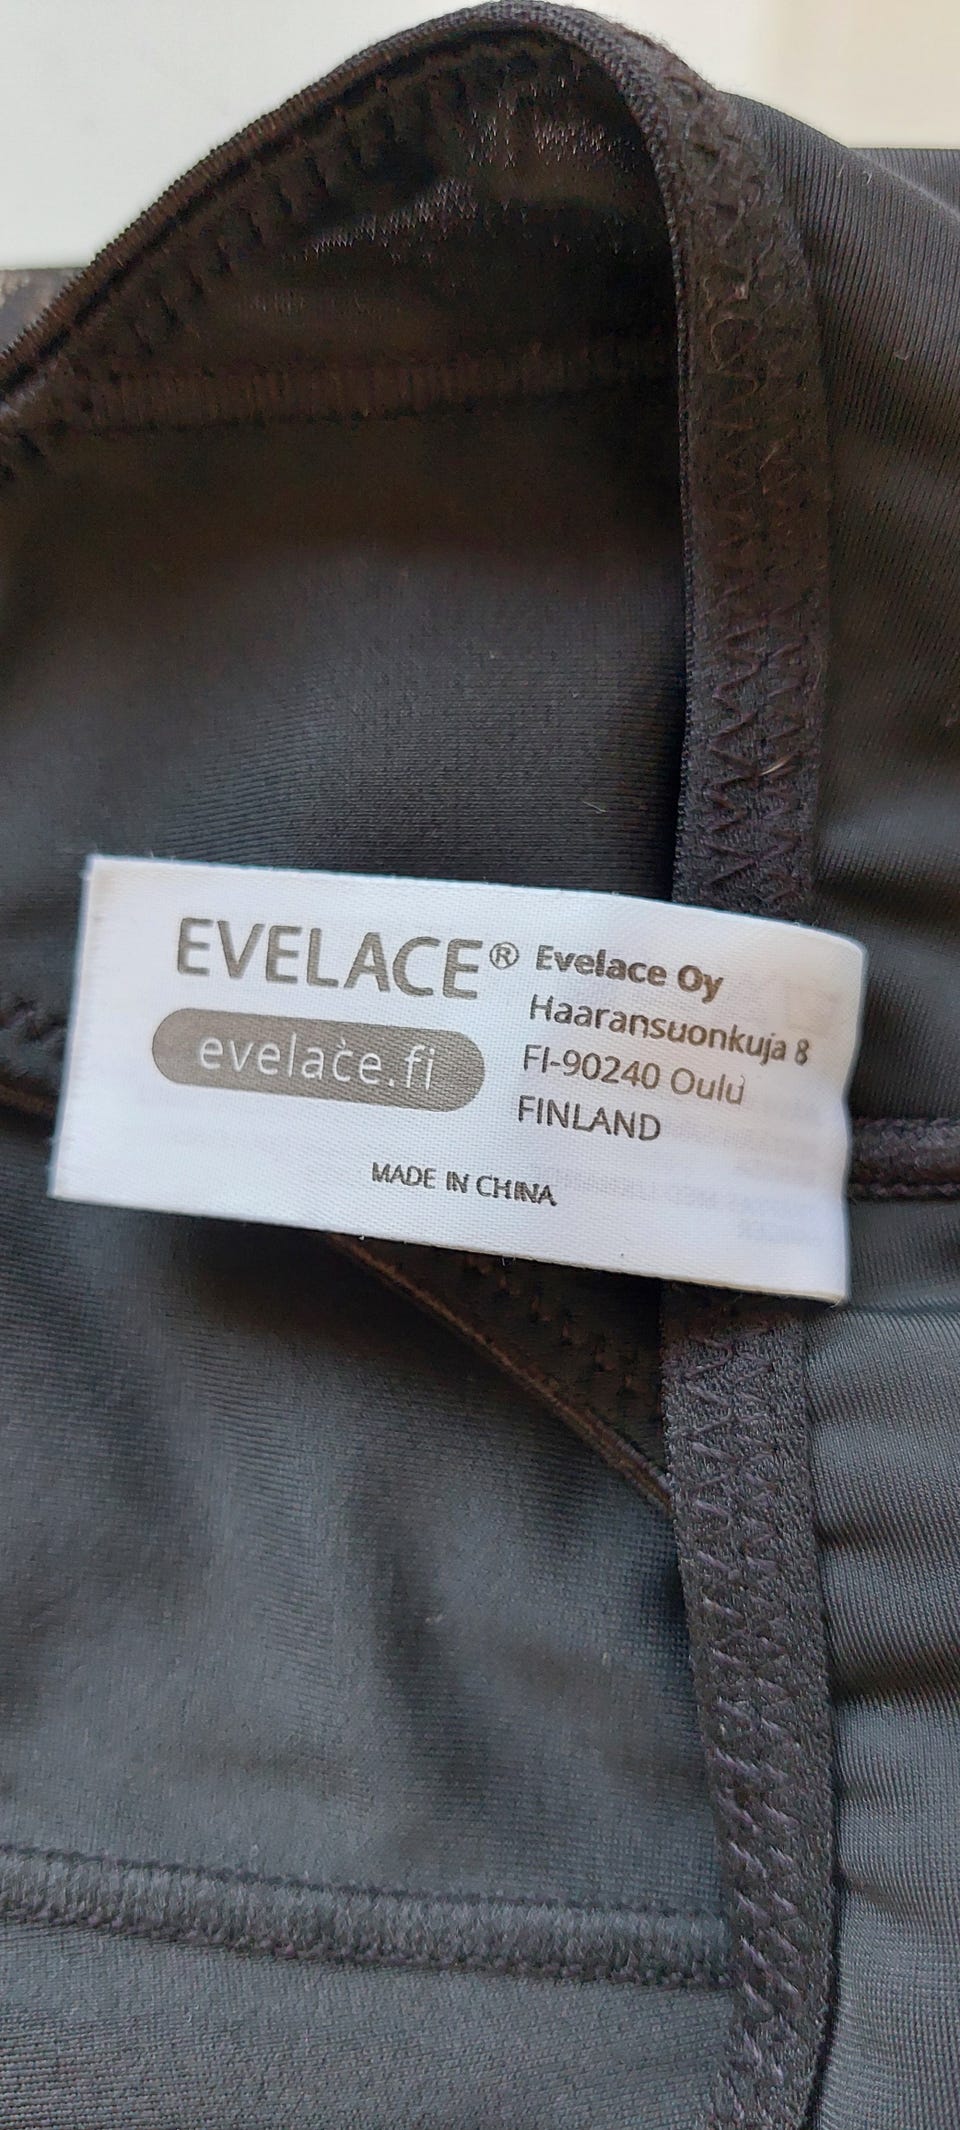 EVELACE®
evelace.fi
Evelace Oy
Haaransuonkuja 8
FI-90240 Oulu
FINLAND
MADE IN CHINA